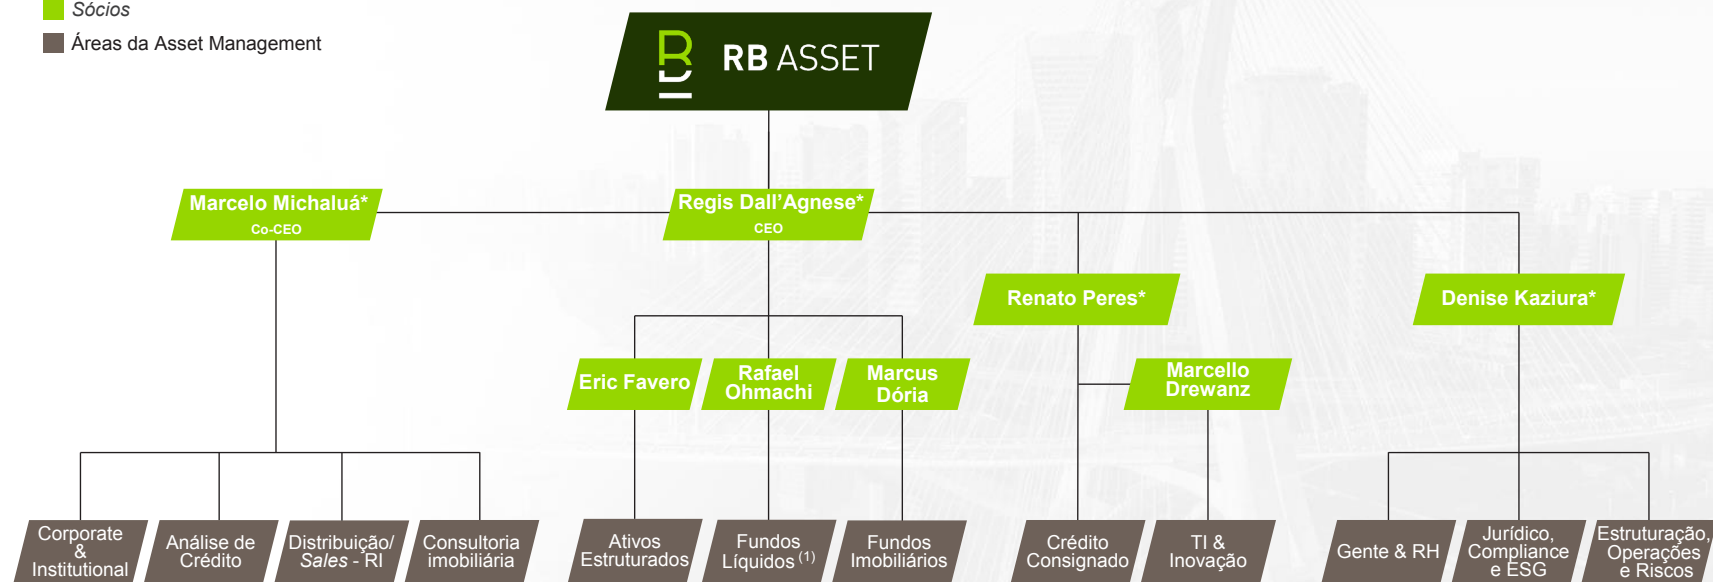 Sócios
Áreas da Asset Management
RB ASSET
Marcelo Michaluá*
Co-CEO
Regis Dall'Agnese*
CEO
Renato Peres*
Denise Kaziura*
Eric Favero
Rafael
Ohmachi
Marcus
Dória
Marcello
Drewanz
Corporate
&
Institutional
Análise de
Crédito
Distribuição/
Sales - RI
Consultoria
imobiliária
Ativos
Estruturados
Fundos
Líquidos (1)
Fundos
Imobiliários
Crédito
Consignado
TI &
Inovação
Gente & RH
Jurídico,
Compliance
e ESG
Estruturação,
Operações
e Riscos